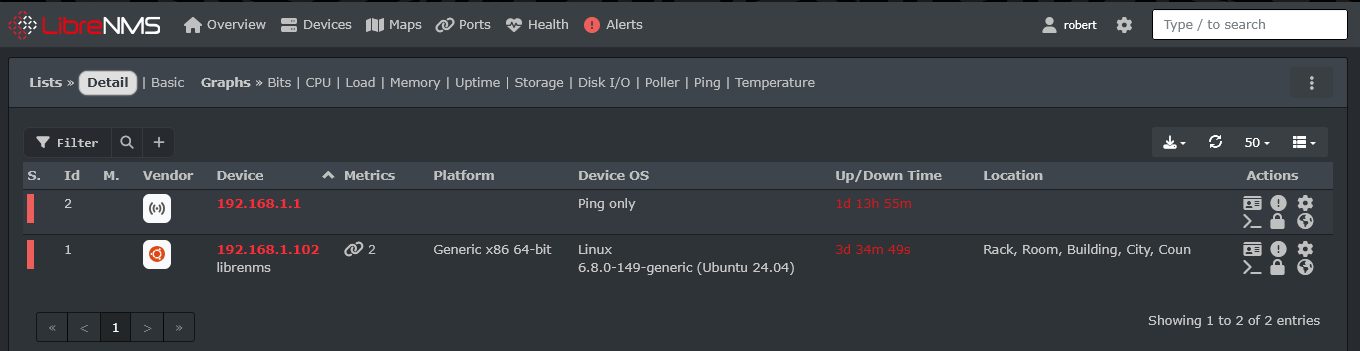 LibreNMS Overview Devices Maps Ports Health Alerts robert Type / to search
Lists » Detail | Basic Graphs » Bits | CPU | Load | Memory | Uptime | Storage | Disk I/O | Poller | Ping | Temperature
Filter 50
S. Id M. Vendor Device Metrics Platform Device OS Up/Down Time Location Actions
2 192.168.1.1 Ping only 1d 13h 55m
1 192.168.1.102 2 Generic x86 64-bit Linux 3d 34m 49s Rack, Room, Building, City, Coun
librenms 6.8.0-149-generic (Ubuntu 24.04)
« < 1 > » Showing 1 to 2 of 2 entries